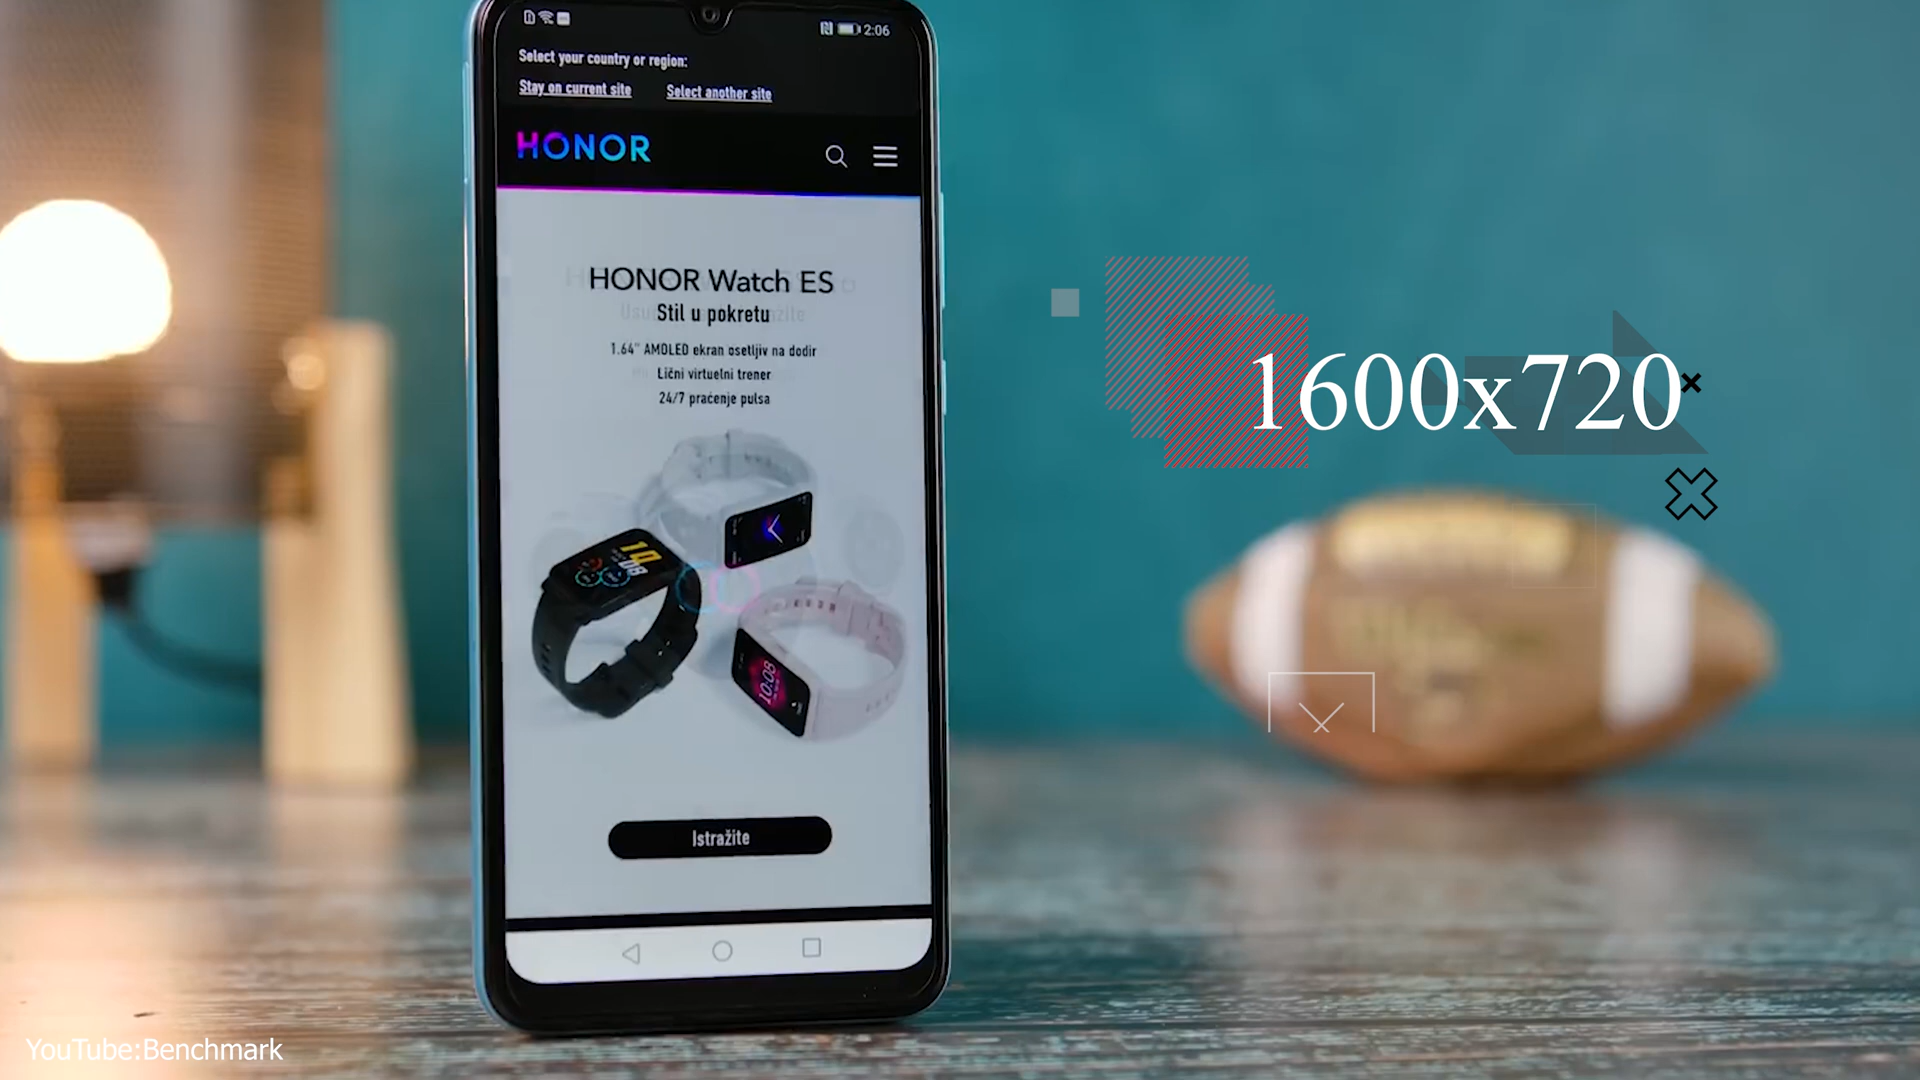 2:06
Select your country or region:
Stay on current site
Select another site
HONOR
HONOR Watch ES
Stil u pokretu
1.64" AMOLED ekran osetljiv na dodir
Lični virtuelni trener
24/7 praćenje pulsa
10:08
Istražite
1600x720
YouTube:Benchmark